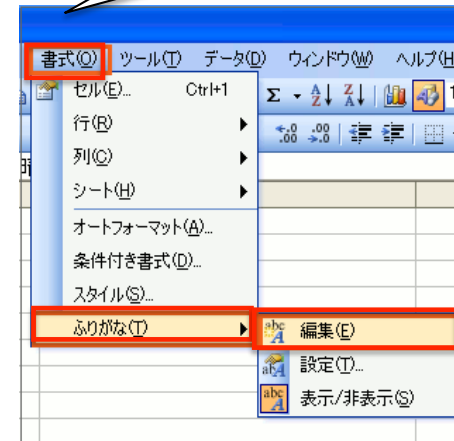 書式(O) ツール(T) データ(D) ウィンドウ(W) ヘルプ(H
セル(E)... Ctrl+1
行(R)
列(C)
シート(H)
オートフォーマット(A)...
条件付き書式(D)...
スタイル(S)...
ふりがな(T)
編集(E)
設定(T)...
表示/非表示(S)